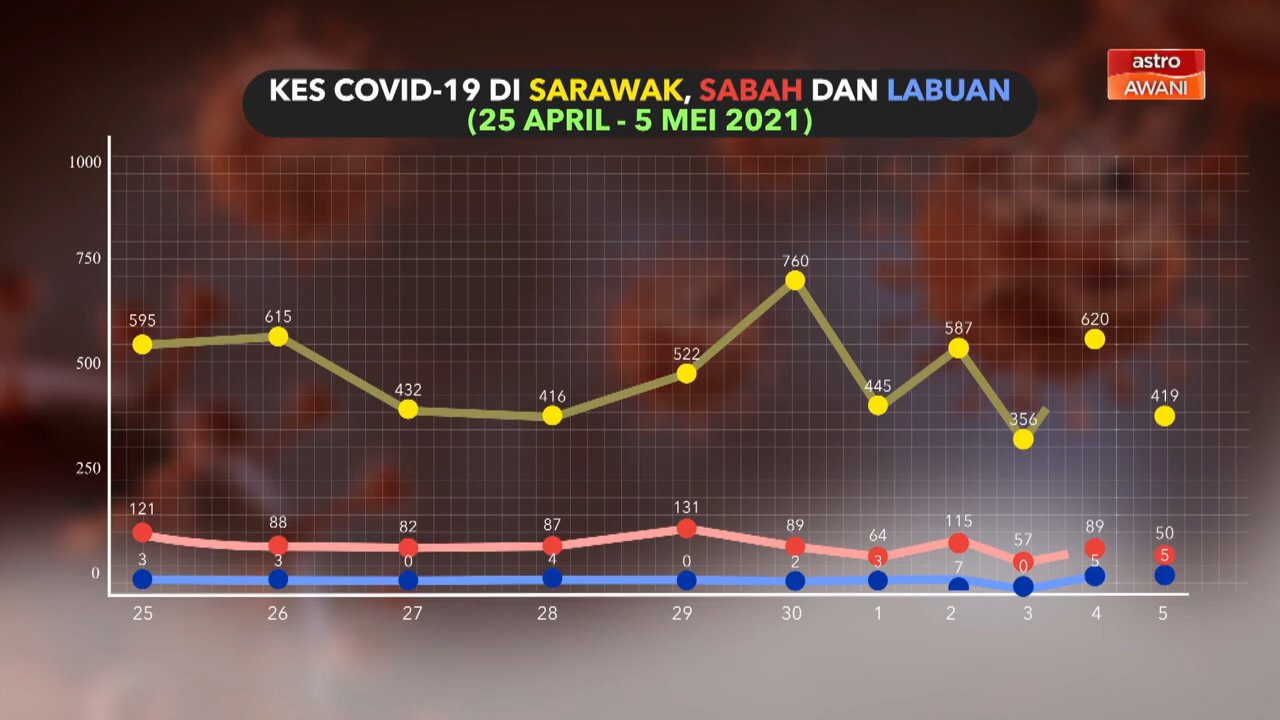 astro
AWANI
KES COVID-19 DI SARAWAK, SABAH DAN LABUAN
(25 APRIL - 5 MEI 2021)
1000
750
500
250
0
595 615 432 416 522 760 445 587 356 620 419
121 88 82 87 131 89 64 115 57 89 50
3 3 0 4 0 2 3 7 0 5 5
25 26 27 28 29 30 1 2 3 4 5